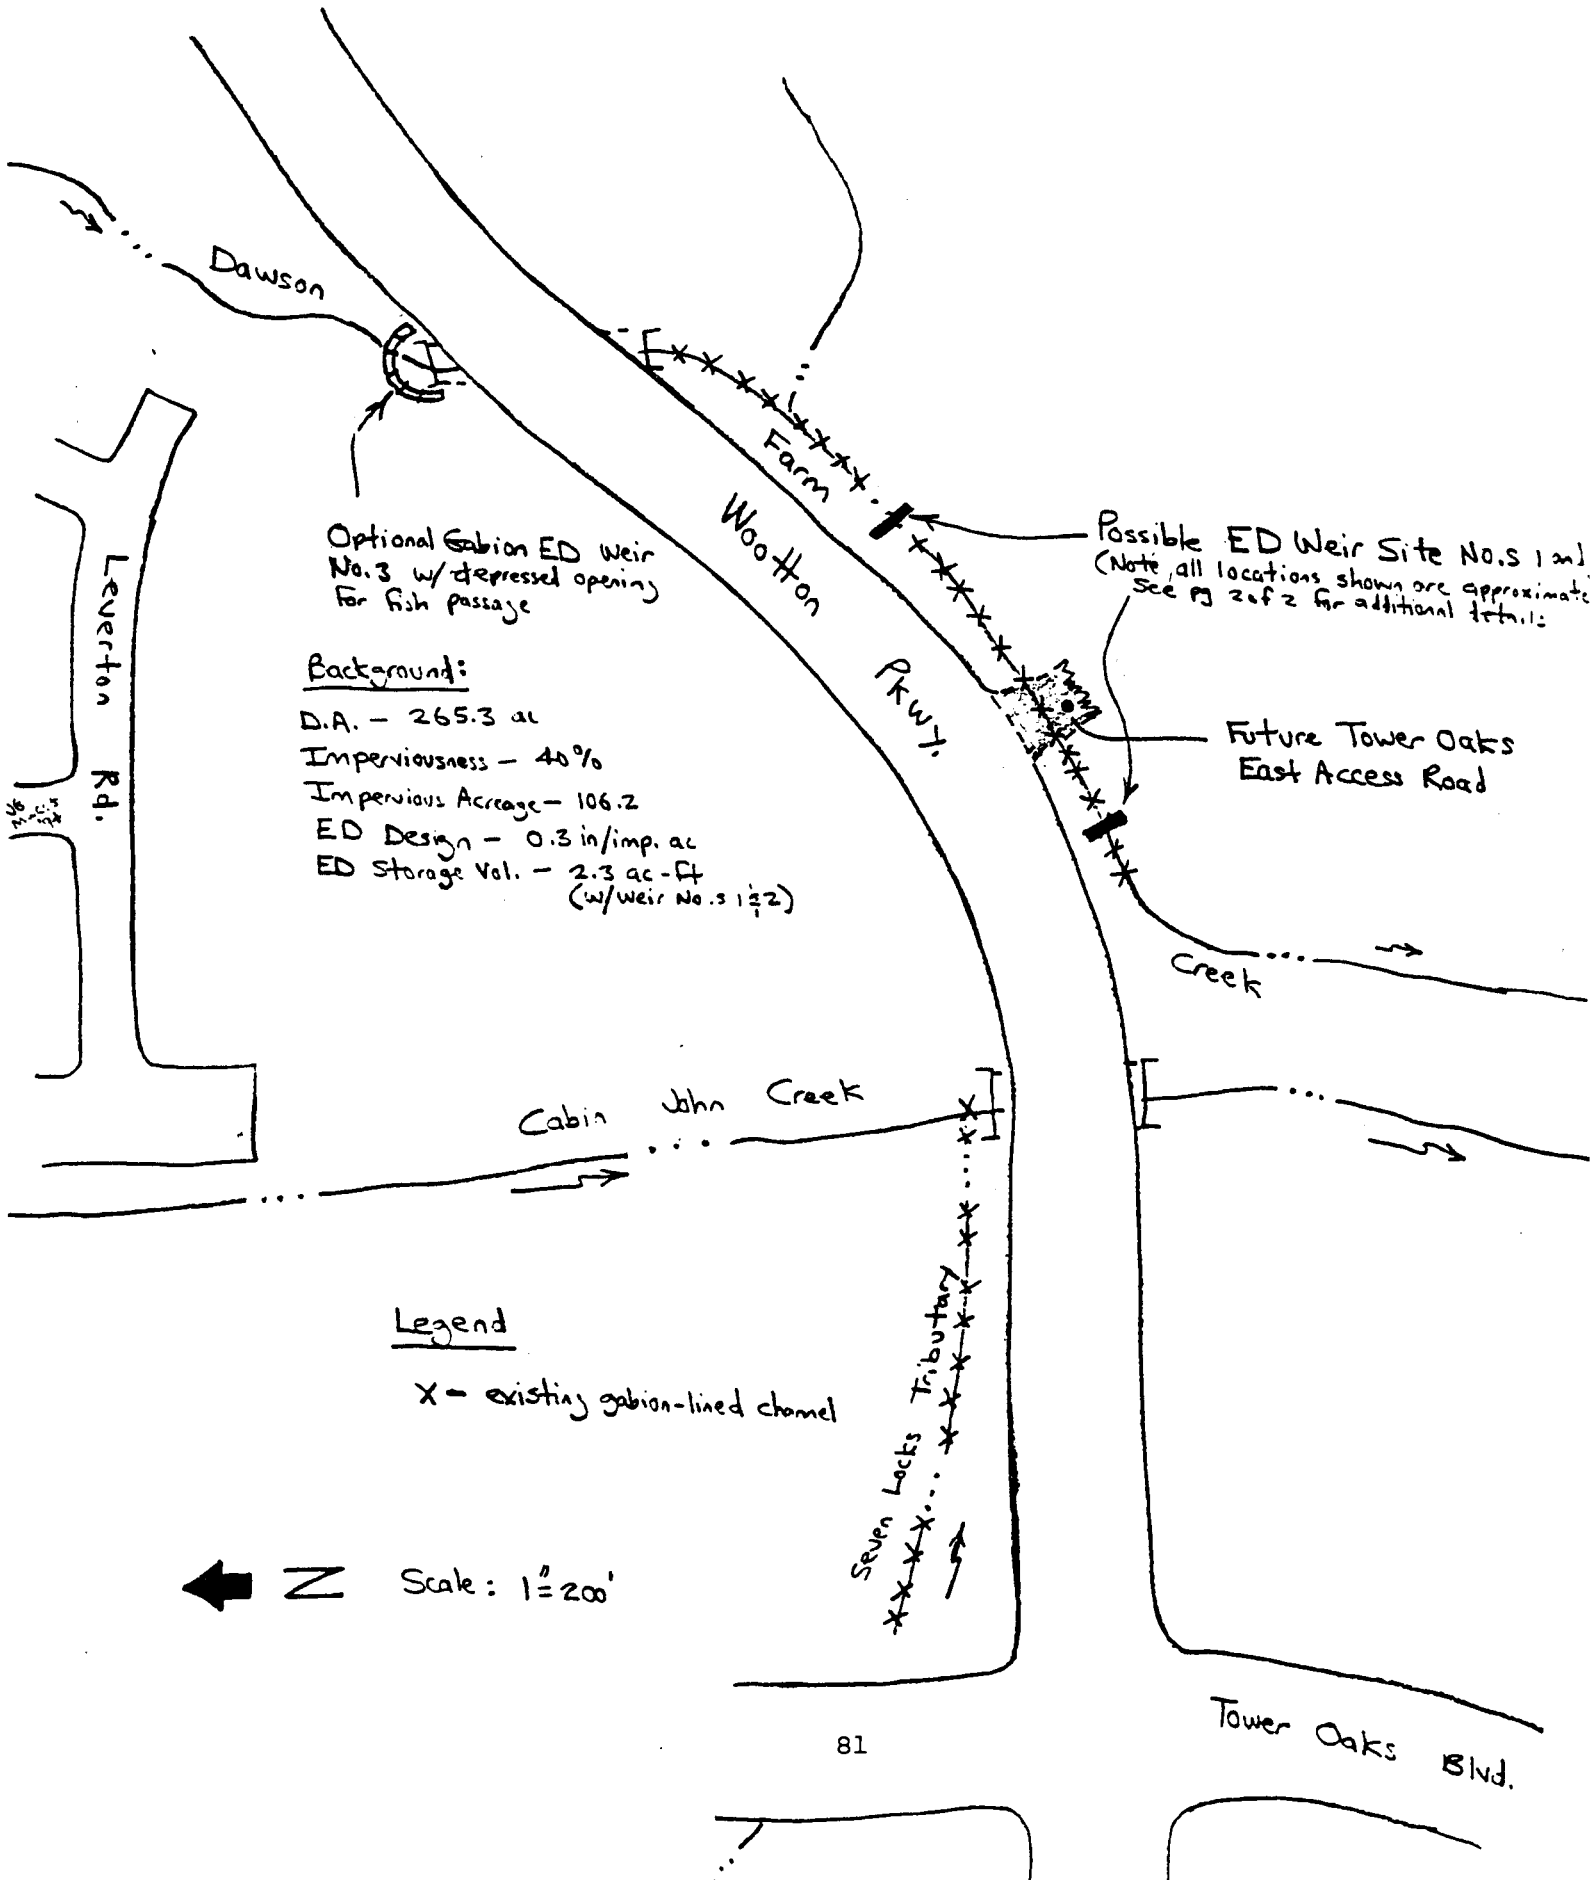 Dawson
Farm
Wootton
Pkwy.
Optional Gabion ED Weir
No.3 w/depressed opening
for fish passage
Possible ED Weir Site No.s 1 and
(Note, all locations shown are approximate
see pg 2 of 2 for additional details
Leverton Rd.
Background:
D.A. - 265.3 ac
Imperviousness - 40%
Impervious Acreage - 106.2
ED Design - 0.3 in/imp. ac
ED Storage Vol. - 2.3 ac-ft
(w/Weir No.s 1 & 2)
Future Tower Oaks
East Access Road
Creek
Cabin John Creek
Seven Locks Tributary
Legend
X - existing gabion-lined channel
N Scale: 1"=200'
Tower Oaks Blvd.
81